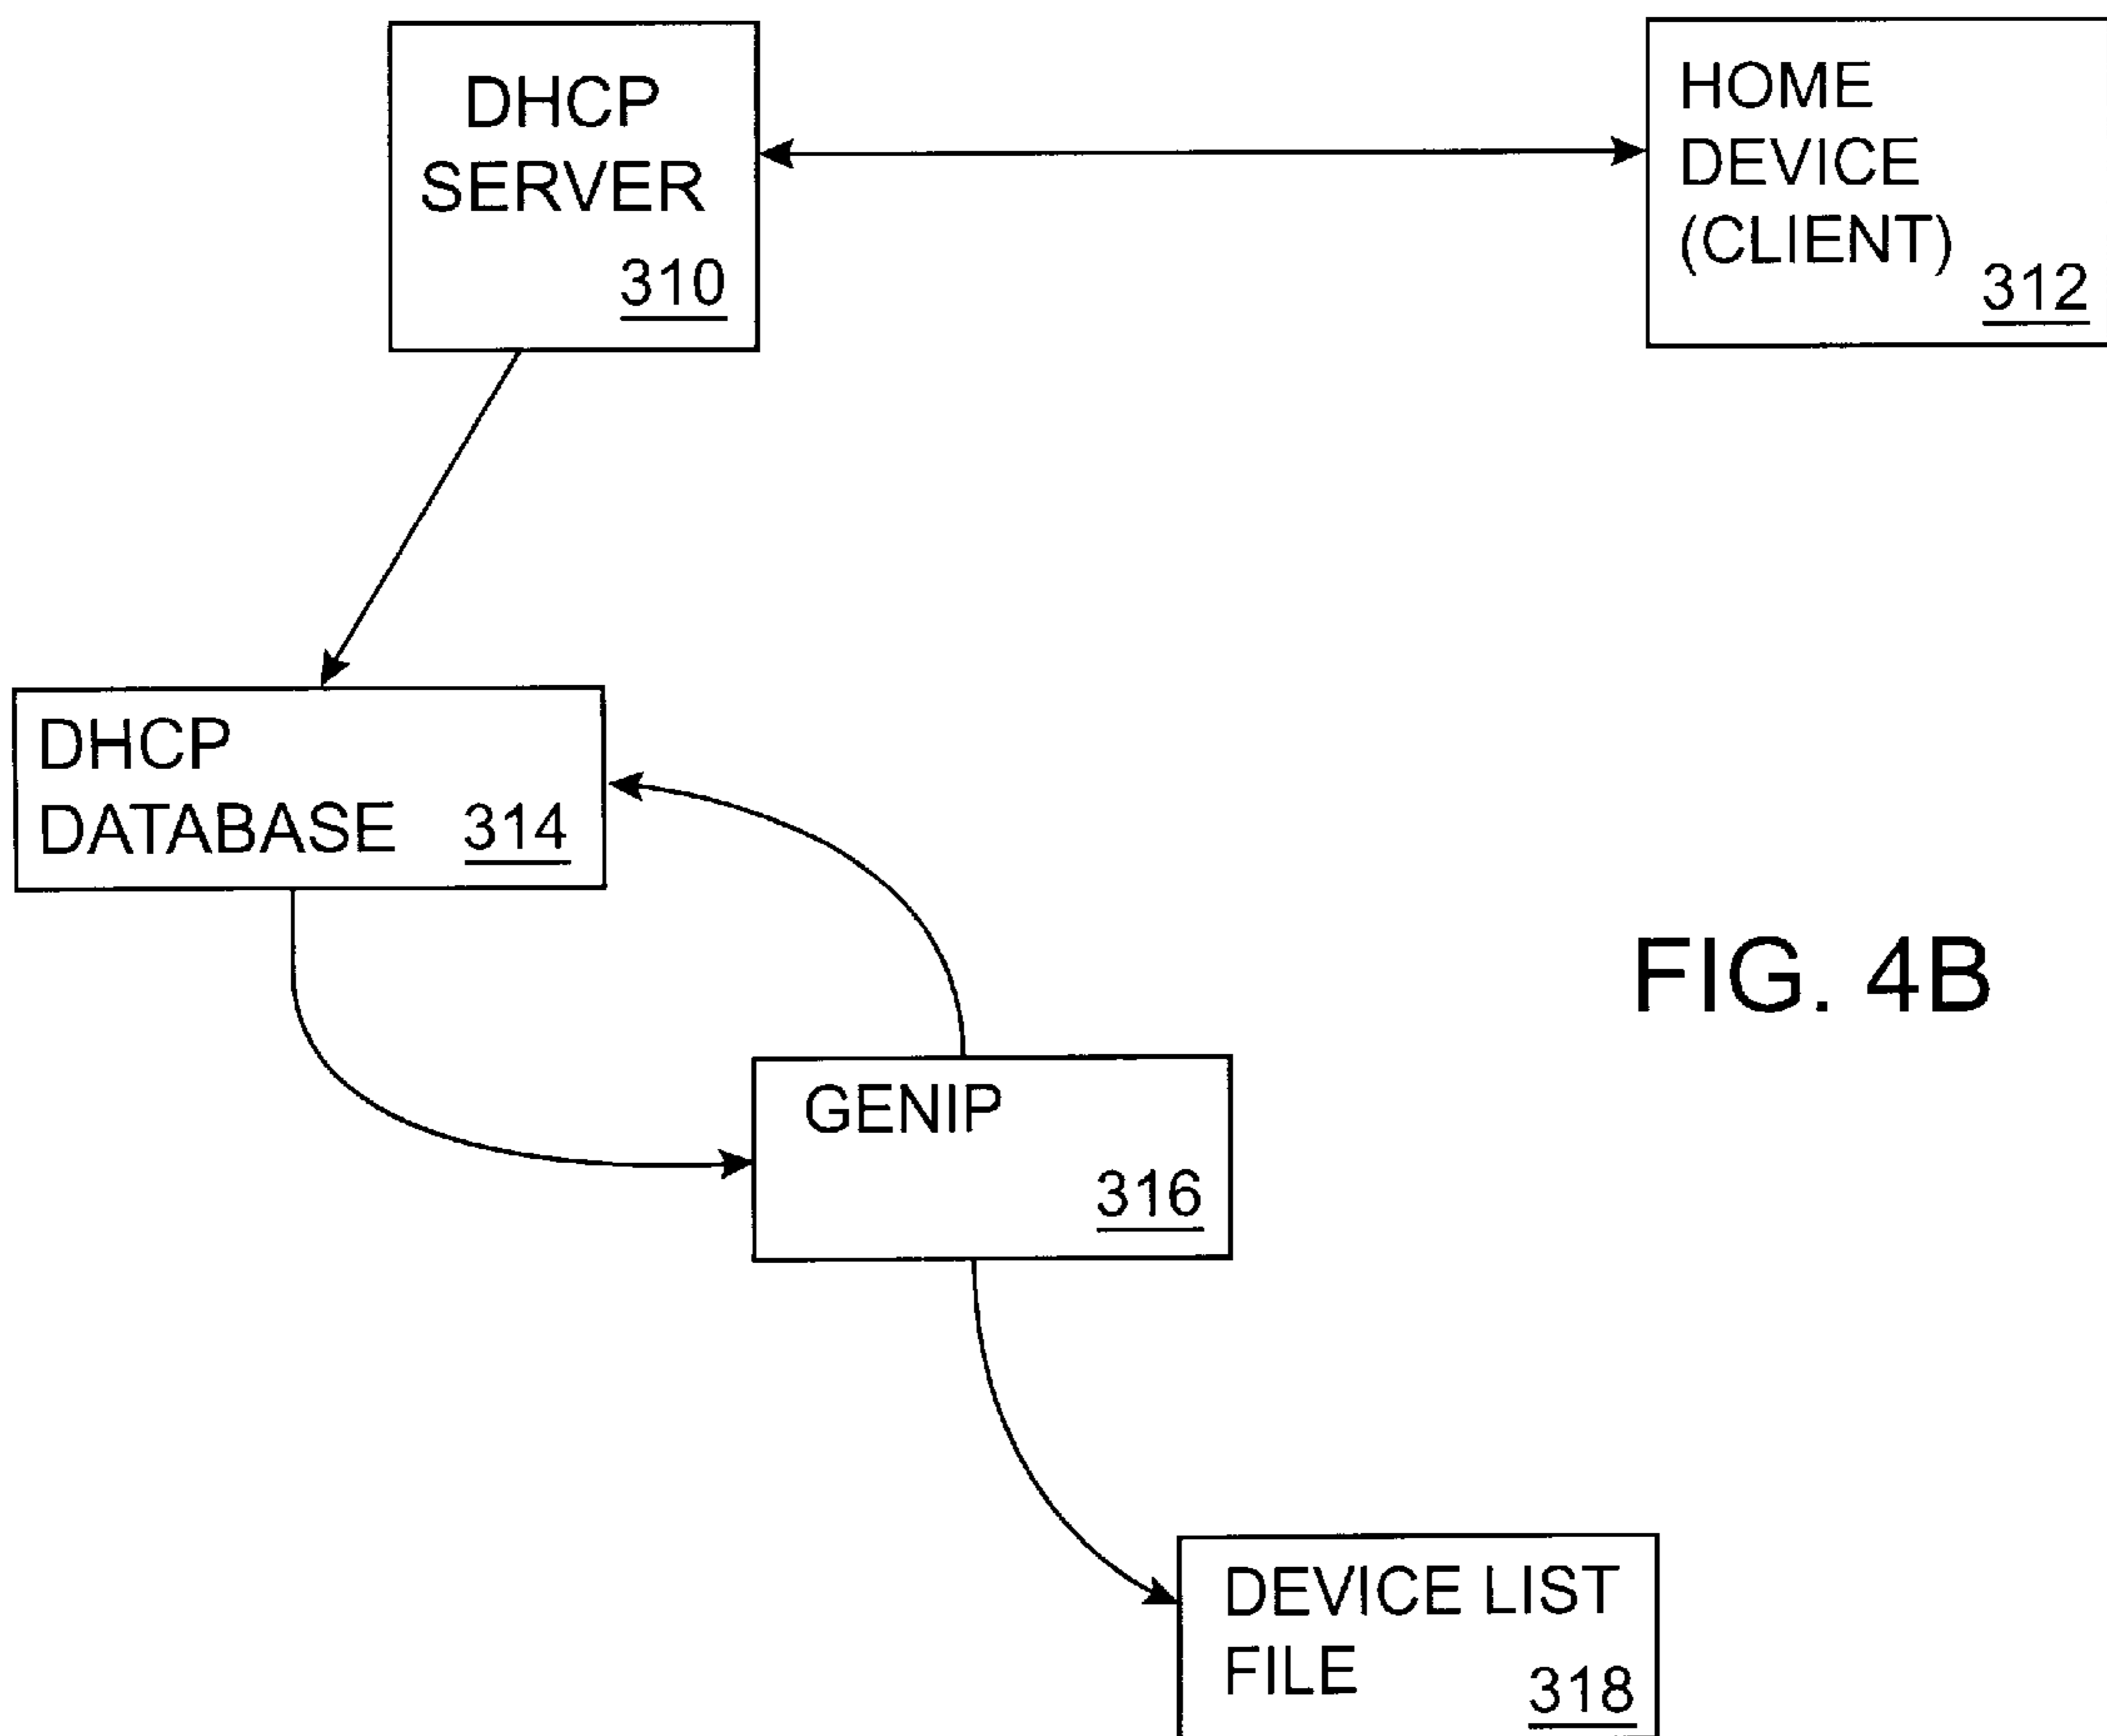 DHCP
SERVER
310
HOME
DEVICE
(CLIENT)
312
DHCP
DATABASE 314
FIG. 4B
GENIP
316
DEVICE LIST
FILE
318